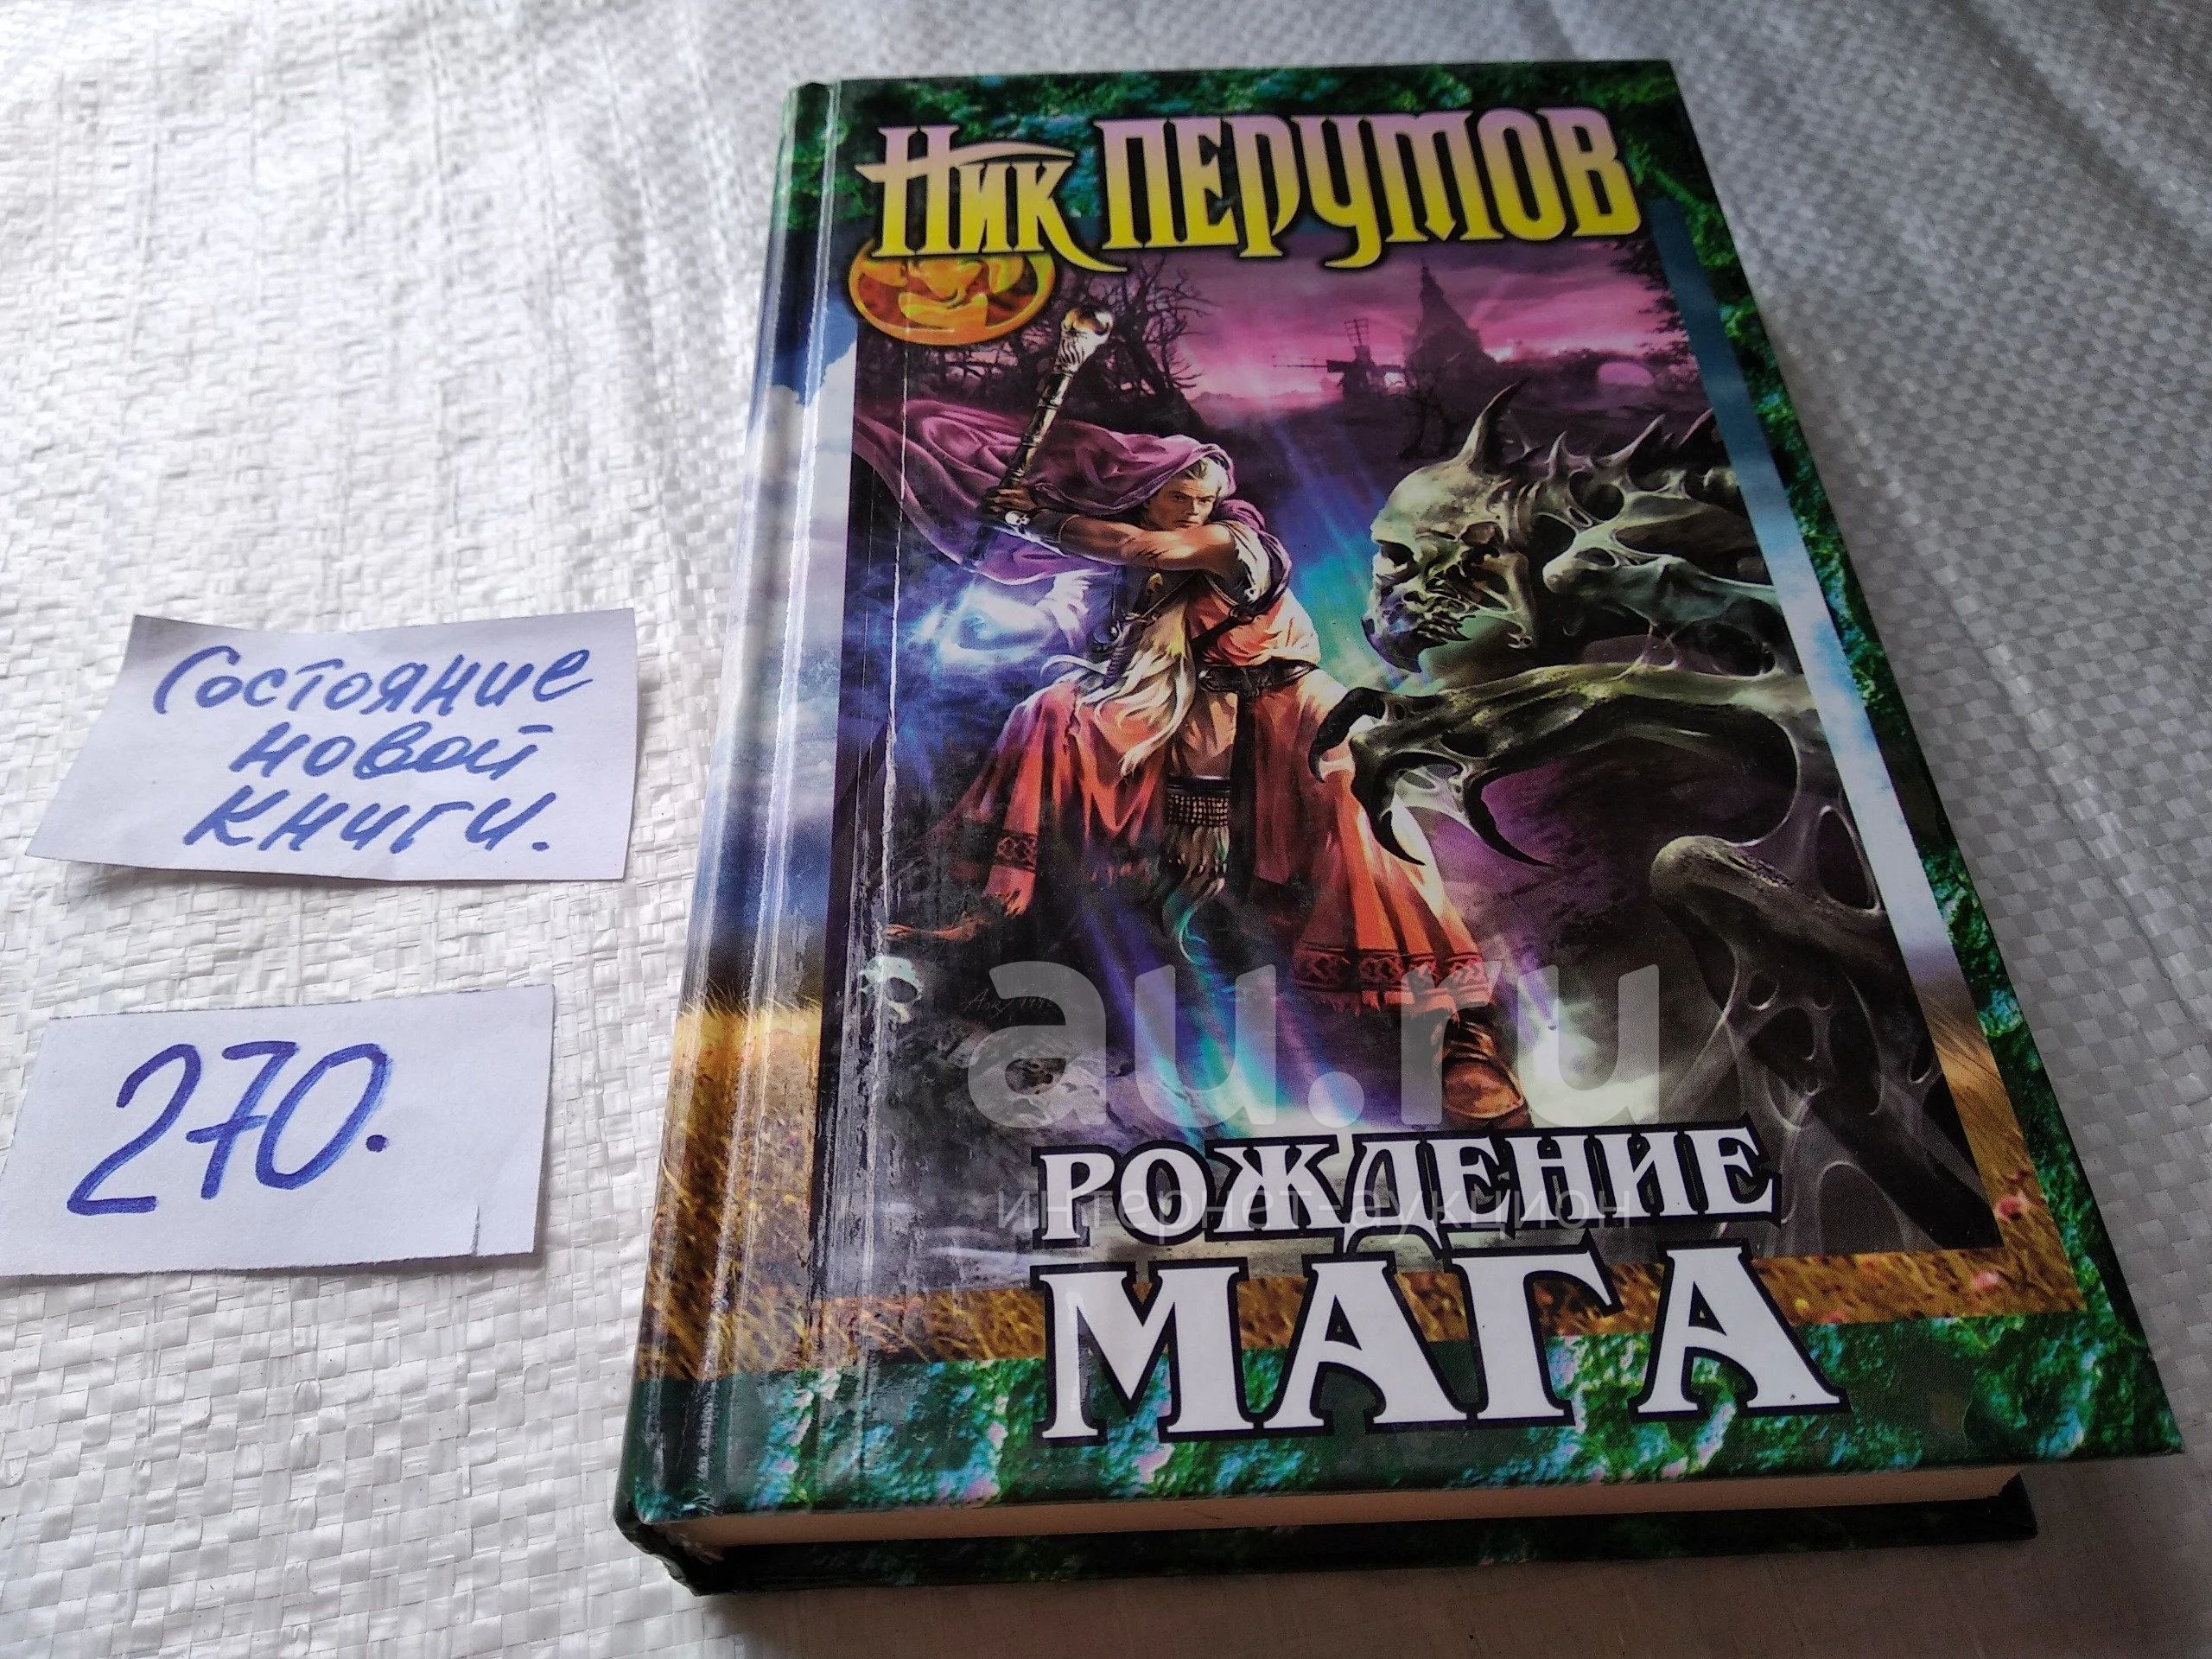 Ник ПЕРУМОВ
Состояние
новой
книги.
270.
au.ru
интернет-аукцион
РОЖДЕНИЕ
МАГА